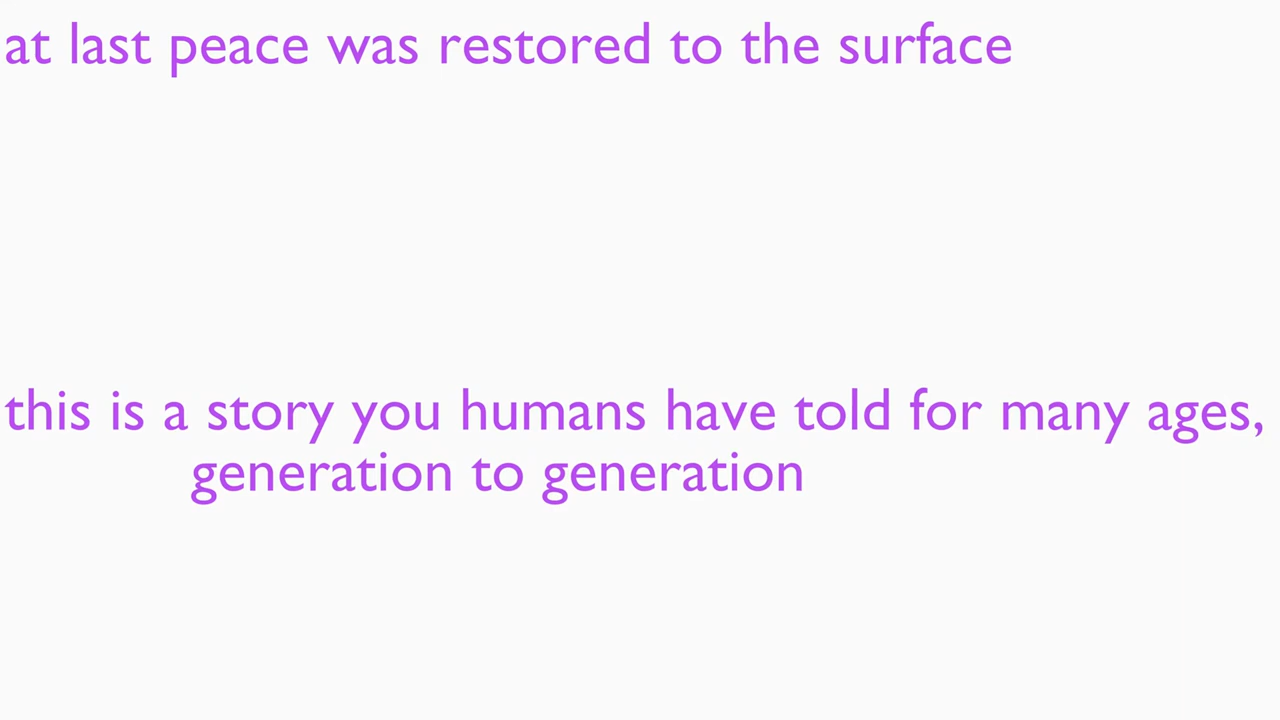 at last peace was restored to the surface
this is a story you humans have told for many ages,
generation to generation